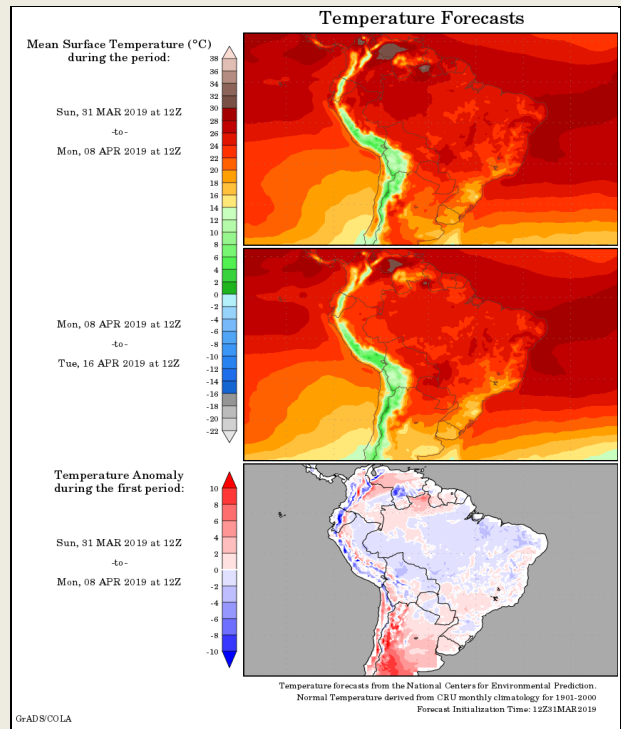 Temperature Forecasts
Mean Surface Temperature (°C)
during the period:
Sun, 31 MAR 2019 at 12Z
-to-
Mon, 08 APR 2019 at 12Z
38
36
34
32
30
28
26
24
22
20
18
16
14
12
10
8
6
4
2
0
-2
-4
-6
-8
-10
-12
-14
-16
-18
-20
-22
Mon, 08 APR 2019 at 12Z
-to-
Tue, 16 APR 2019 at 12Z
Temperature Anomaly
during the first period:
Sun, 31 MAR 2019 at 12Z
-to-
Mon, 08 APR 2019 at 12Z
10
8
6
4
2
0
-2
-4
-6
-8
-10
Temperature forecasts from the National Centers for Environmental Prediction.
Normal Temperature derived from CRU monthly climatology for 1901-2000
Forecast Initialization Time: 12Z31MAR2019
GrADS/COLA